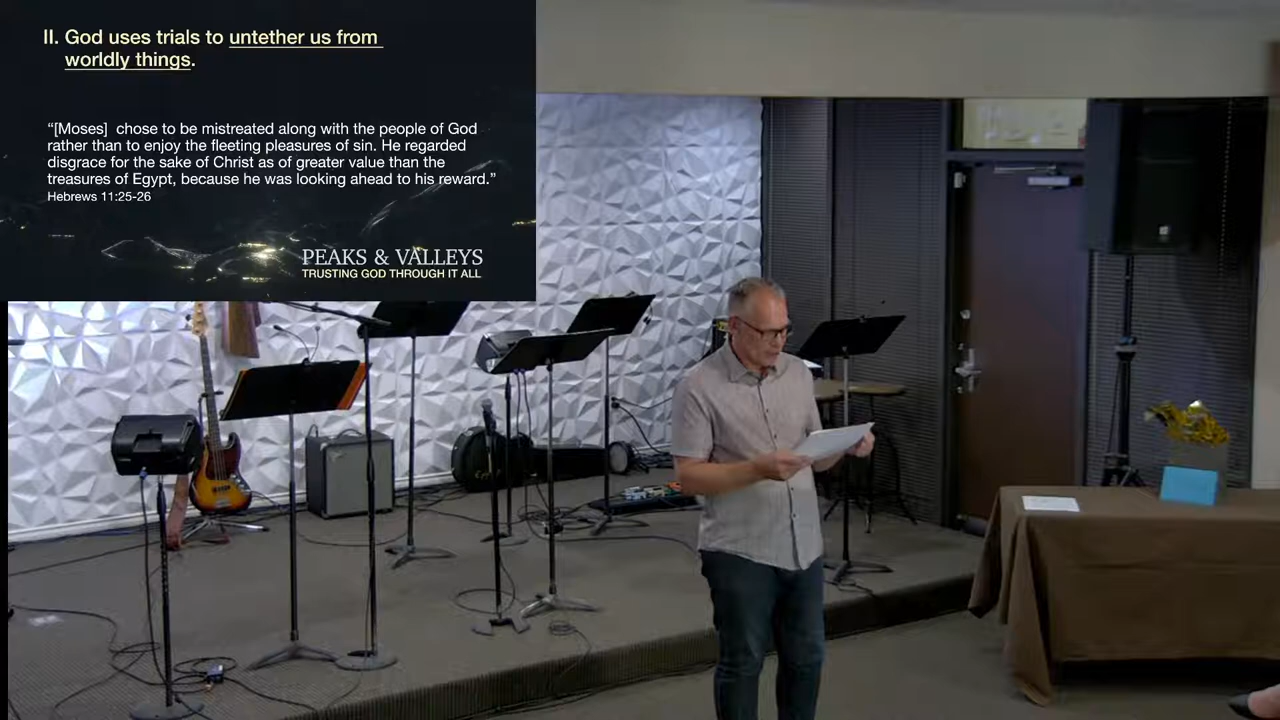 II. God uses trials to untether us from
worldly things.
“[Moses]  chose to be mistreated along with the people of God
rather than to enjoy the fleeting pleasures of sin. He regarded
disgrace for the sake of Christ as of greater value than the
treasures of Egypt, because he was looking ahead to his reward.”
Hebrews 11:25-26
PEAKS & VALLEYS
TRUSTING GOD THROUGH IT ALL